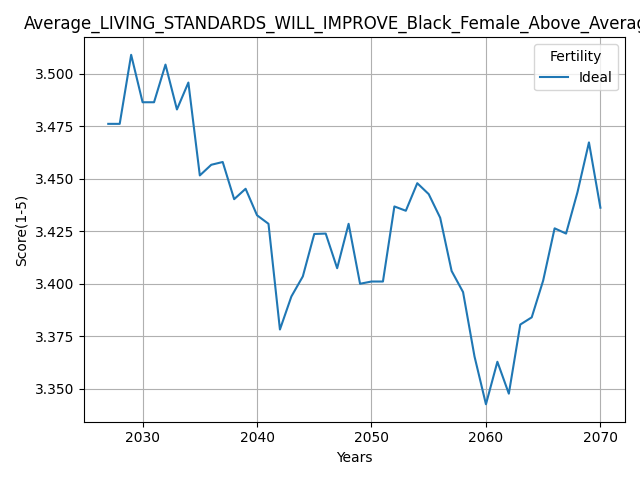 Average_LIVING_STANDARDS_WILL_IMPROVE_Black_Female_Above_Averag
Fertility
Ideal
Score(1-5)
3.500
3.475
3.450
3.425
3.400
3.375
3.350
2030 2040 2050 2060 2070
Years